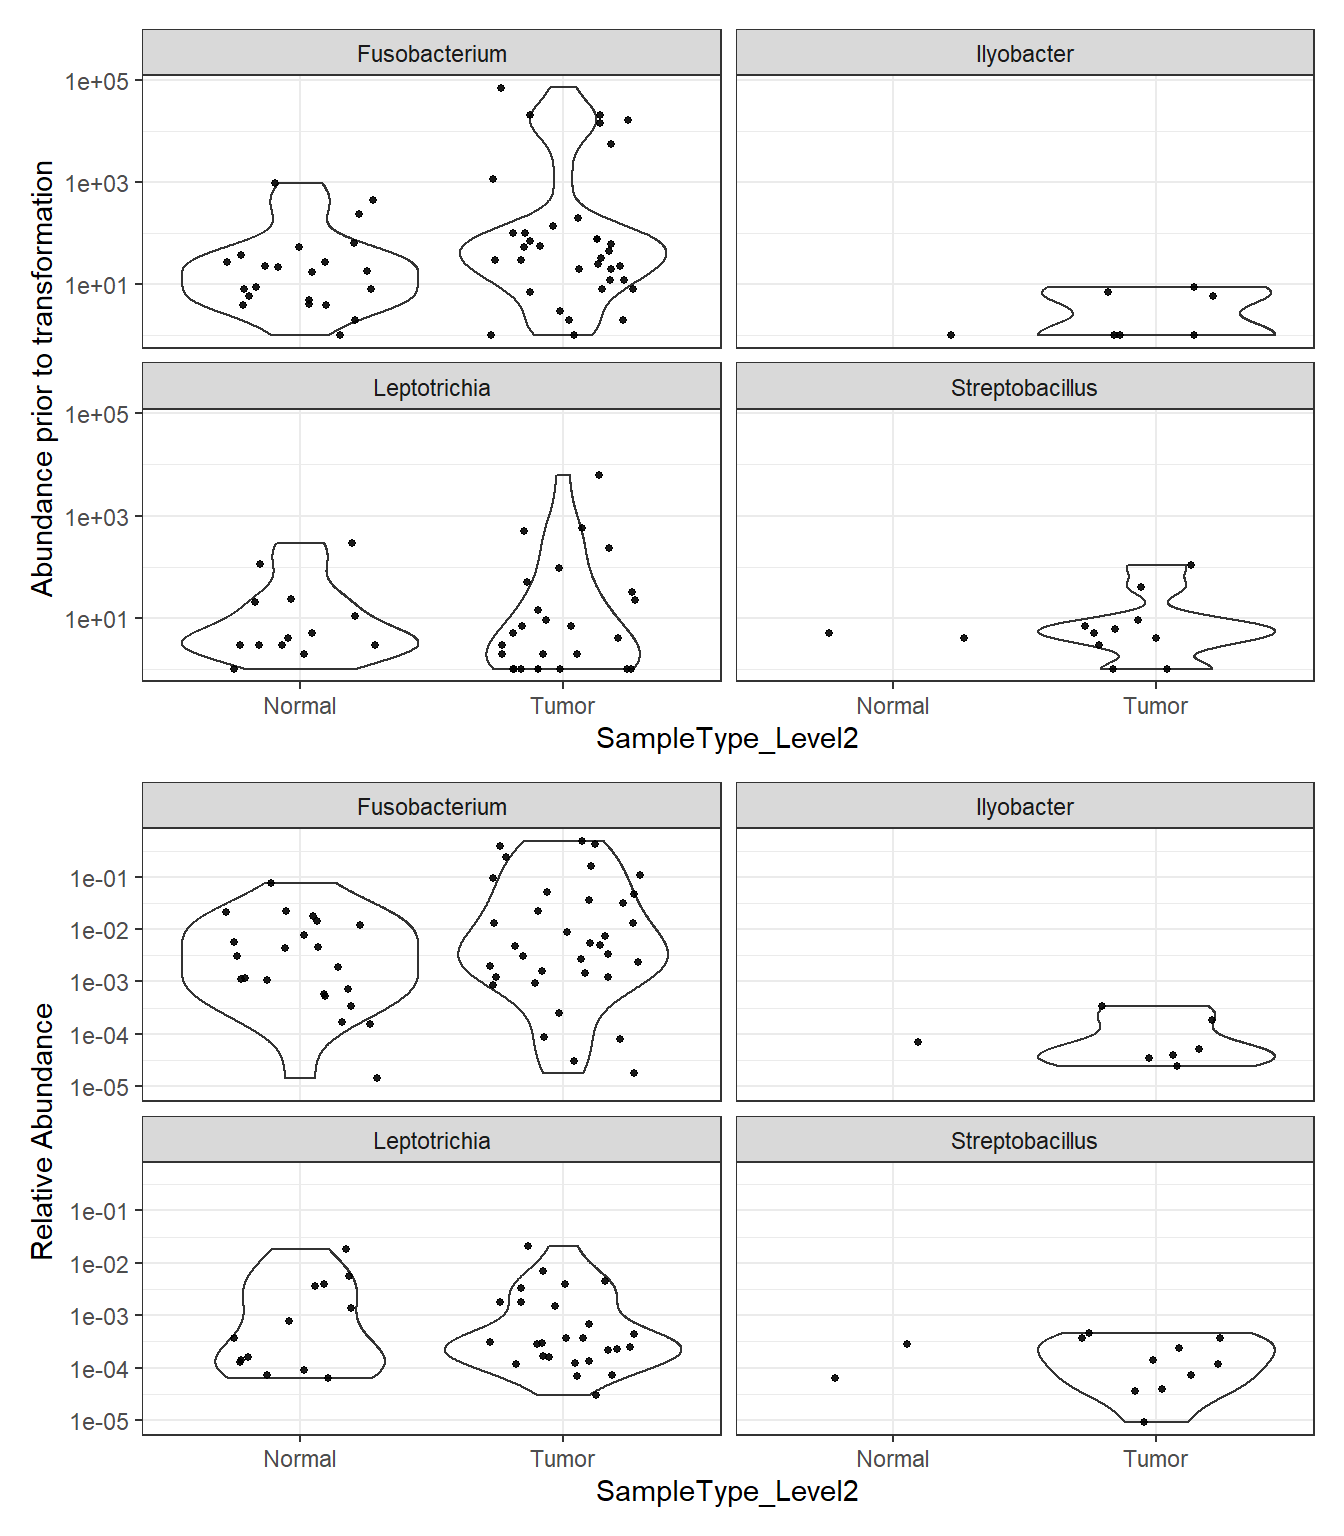 Abundance prior to transformation
Fusobacterium
Ilyobacter
1e+05
1e+03
1e+01
Leptotrichia
Streptobacillus
1e+05
1e+03
1e+01
Normal Tumor Normal Tumor
SampleType_Level2
Relative Abundance
Fusobacterium
Ilyobacter
1e-01
1e-02
1e-03
1e-04
1e-05
Leptotrichia
Streptobacillus
1e-01
1e-02
1e-03
1e-04
1e-05
Normal Tumor Normal Tumor
SampleType_Level2